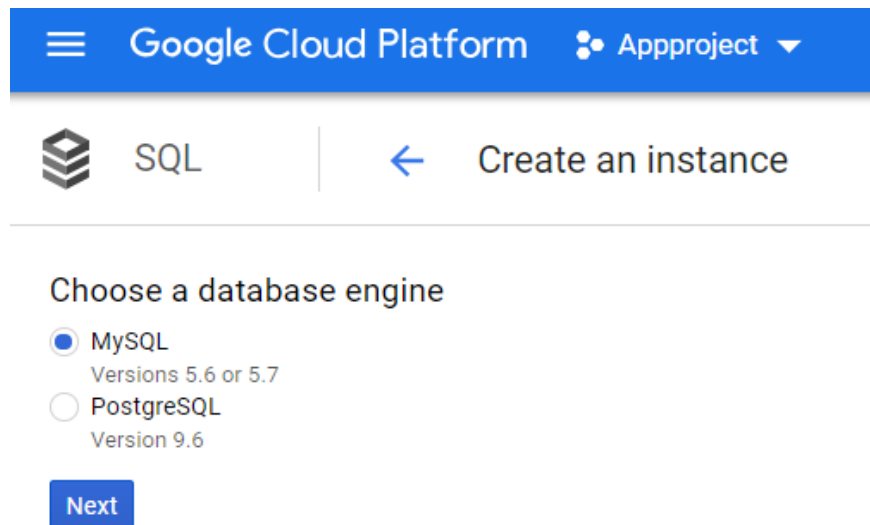 Google Cloud Platform Appproject
SQL Create an instance
Choose a database engine
MySQL
Versions 5.6 or 5.7
PostgreSQL
Version 9.6
Next